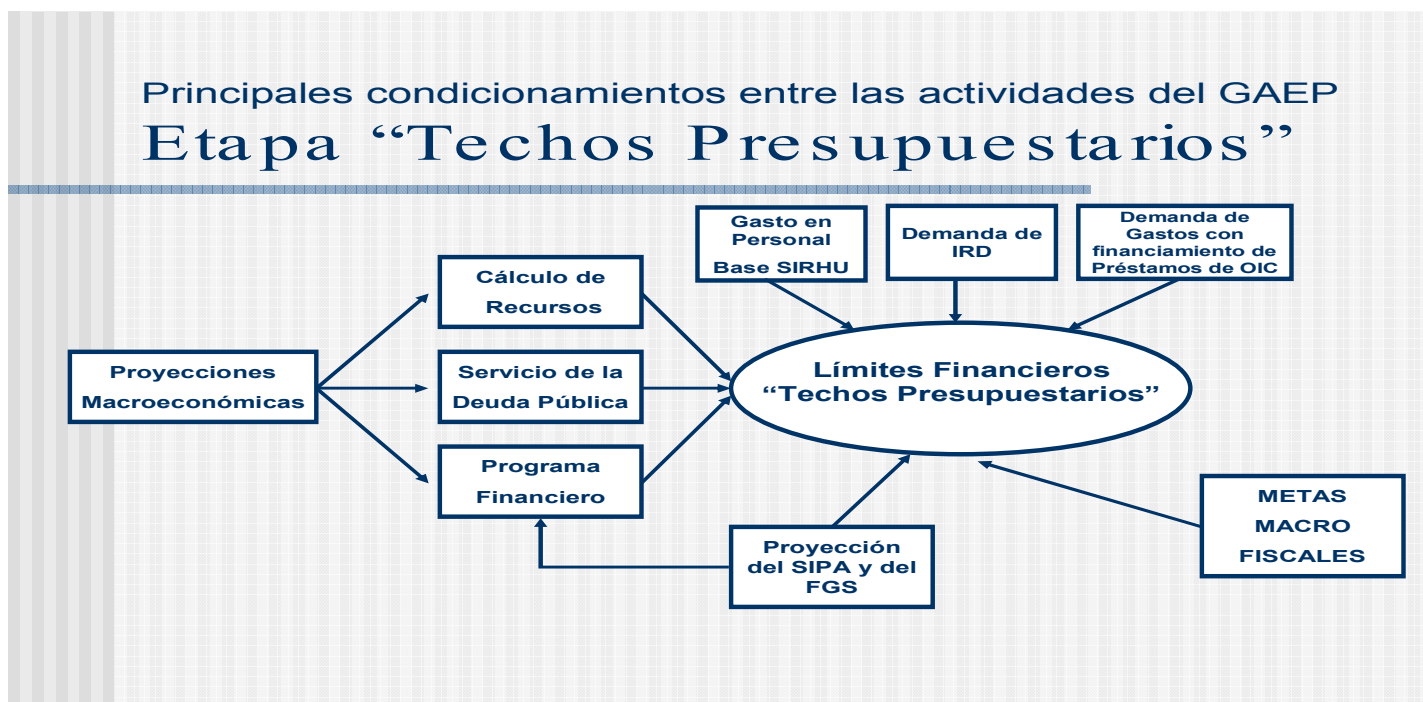 Principales condicionamientos entre las actividades del GAEP
Etapa “Techos Presupuestarios”
Gasto en
Personal
Base SIRHU
Demanda de
IRD
Demanda de
Gastos con
financiamiento de
Préstamos de OIC
Cálculo de
Recursos
Proyecciones
Macroeconómicas
Servicio de la
Deuda Pública
Límites Financieros
“Techos Presupuestarios”
Programa
Financiero
Proyección
del SIPA y del
FGS
METAS
MACRO
FISCALES